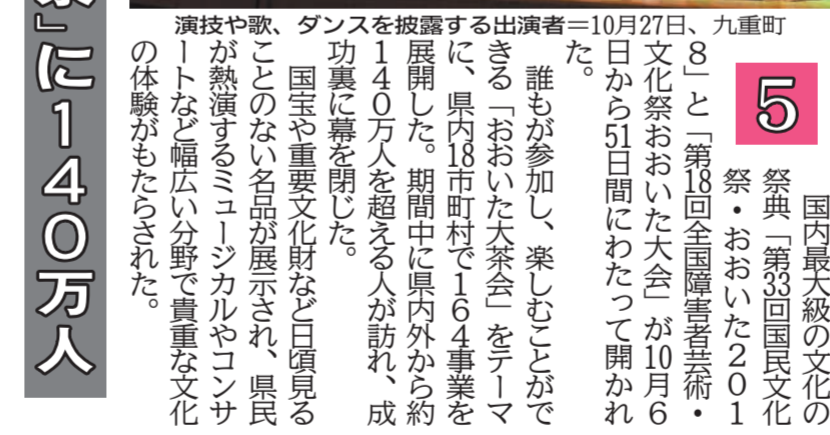 演技や歌、ダンスを披露する出演者＝10月27日、九重町
5
国内最大級の文化の
祭典「第33回国民文化
祭・おおいた２０１
８」と「第18回全国障害者芸術・
文化祭おおいた大会」が10月６
日から51日間にわたって開かれ
た。
誰もが参加し、楽しむことがで
きる「おおいた大茶会」をテーマ
に、県内18市町村で１６４事業を
展開した。期間中に県内外から約
１４０万人を超える人が訪れ、成
功裏に幕を閉じた。
国宝や重要文化財など日頃見る
ことのない名品が展示され、県民
が熱演するミュージカルやコンサ
ートなど幅広い分野で貴重な文化
の体験がもたらされた。
」に１４０万人